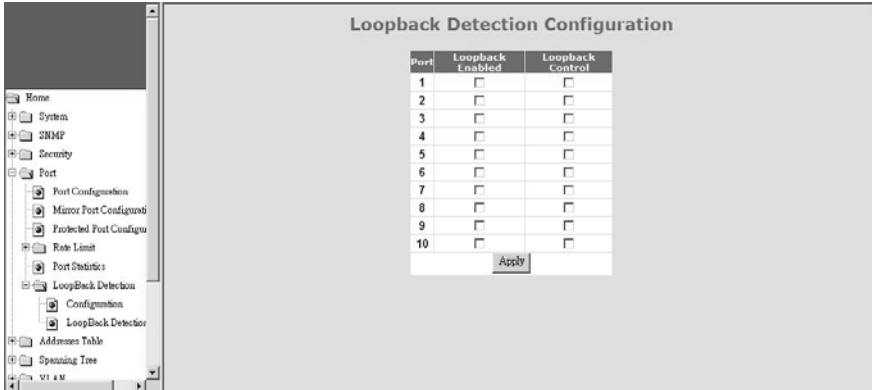 Home
System
SNMP
Security
Port
Port Configuration
Mirror Port Configurati
Protected Port Configu
Rate Limit
Port Statistics
LoopBack Detection
Configuration
LoopBack Detection
Addresses Table
Spanning Tree
VLAN
Loopback Detection Configuration
Port Loopback Enabled Loopback Control
1
2
3
4
5
6
7
8
9
10
Apply